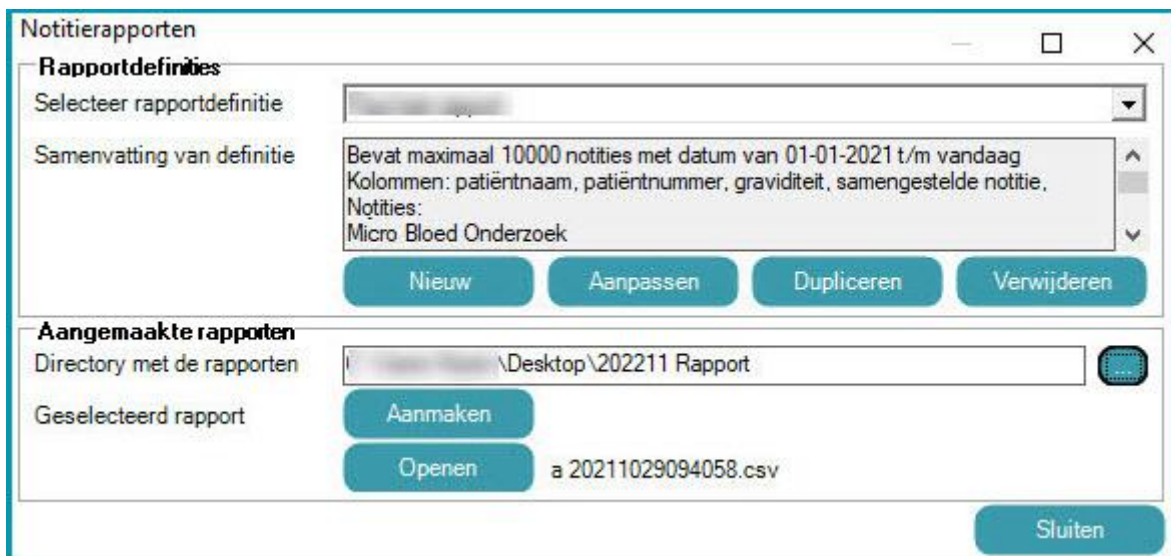 Notitierapporten
Rapportdefinities
Selecteer rapportdefinitie
Samenvatting van definitie
Bevat maximaal 10000 notities met datum van 01-01-2021 t/m vandaag
Kolommen: patiëntnaam, patiëntnummer, graviditeit, samengestelde notitie,
Notities:
Micro Bloed Onderzoek
Nieuw Aanpassen Dupliceren Verwijderen
Aangemaakte rapporten
Directory met de rapporten \Desktop\202211 Rapport ...
Geselecteerd rapport Aanmaken
Openen a 20211029094058.csv
Sluiten